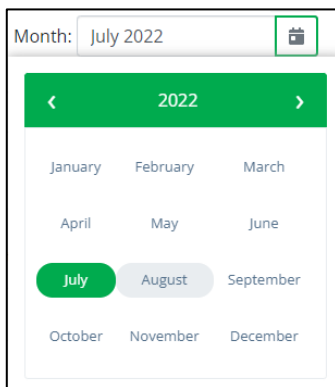 Month: July 2022
‹ 2022 ›
January February March
April May June
July August September
October November December